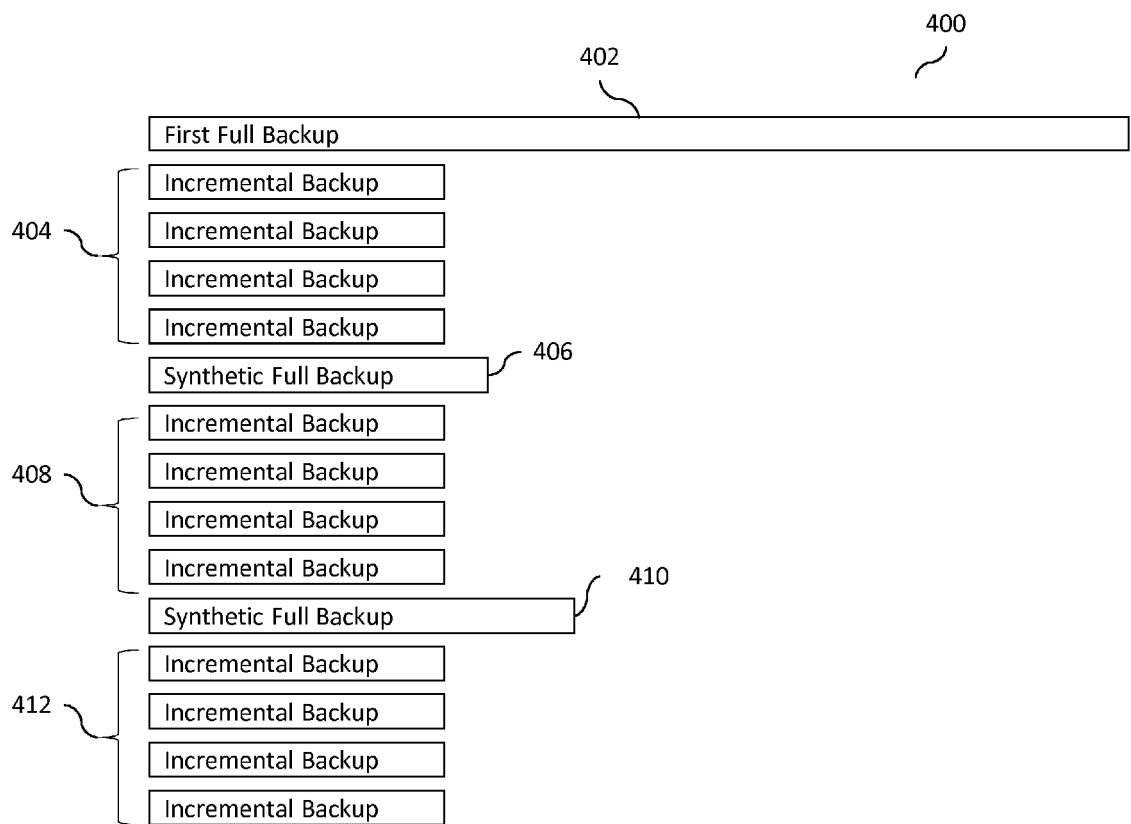 400
402
First Full Backup
Incremental Backup
404
Incremental Backup
Incremental Backup
Incremental Backup
406
Synthetic Full Backup
Incremental Backup
408
Incremental Backup
Incremental Backup
Incremental Backup
410
Synthetic Full Backup
Incremental Backup
412
Incremental Backup
Incremental Backup
Incremental Backup